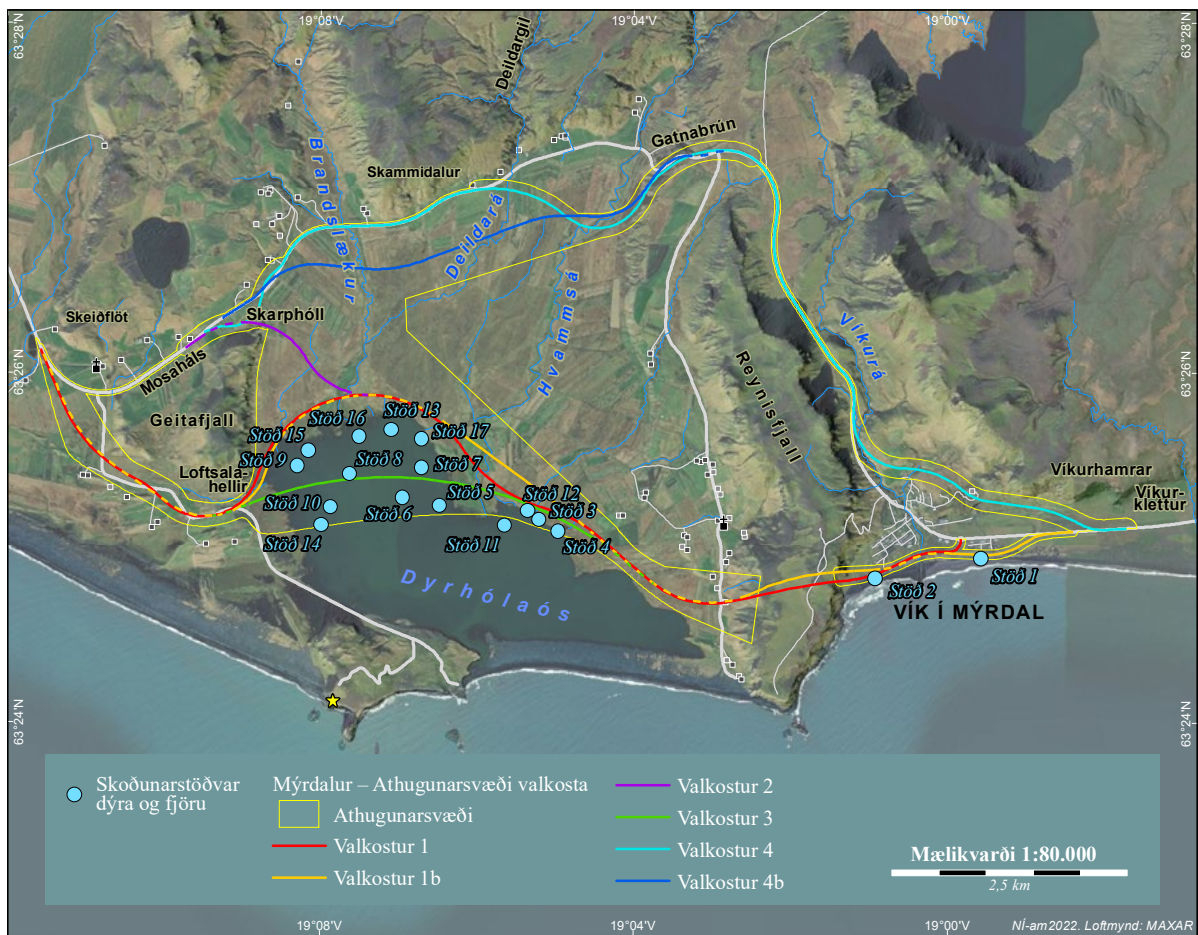 19°08'V
19°04'V
19°00'V
63°28'N
63°28'N
Deildargil
Gatnabrún
Brandslækur
Skammidalur
Deildará
Hvammsá
Skeiðflöt
Skarphóll
Mosaháls
Víkurá
63°26'N
63°26'N
Reynisfjall
Geitafjall
Stöð 16
Stöð 13
Stöð 15
Stöð 17
Stöð 9
Stöð 8
Stöð 7
Loftsala-
hellir
Víkurhamrar
Víkur-
klettur
Stöð 10
Stöð 6
Stöð 5
Stöð 12
Stöð 3
Stöð 14
Stöð 11
Stöð 4
Dyrhólaós
Stöð 2
Stöð 1
VÍK Í MÝRDAL
63°24'N
63°24'N
Skoðunarstöðvar
dýra og fjöru
Mýrdalur – Athugunarsvæði valkosta
Athugunarsvæði
Valkostur 1
Valkostur 1b
Valkostur 2
Valkostur 3
Valkostur 4
Valkostur 4b
Mælikvarði 1:80.000
2,5 km
19°08'V
19°04'V
19°00'V
NÍ-am2022. Loftmynd: MAXAR